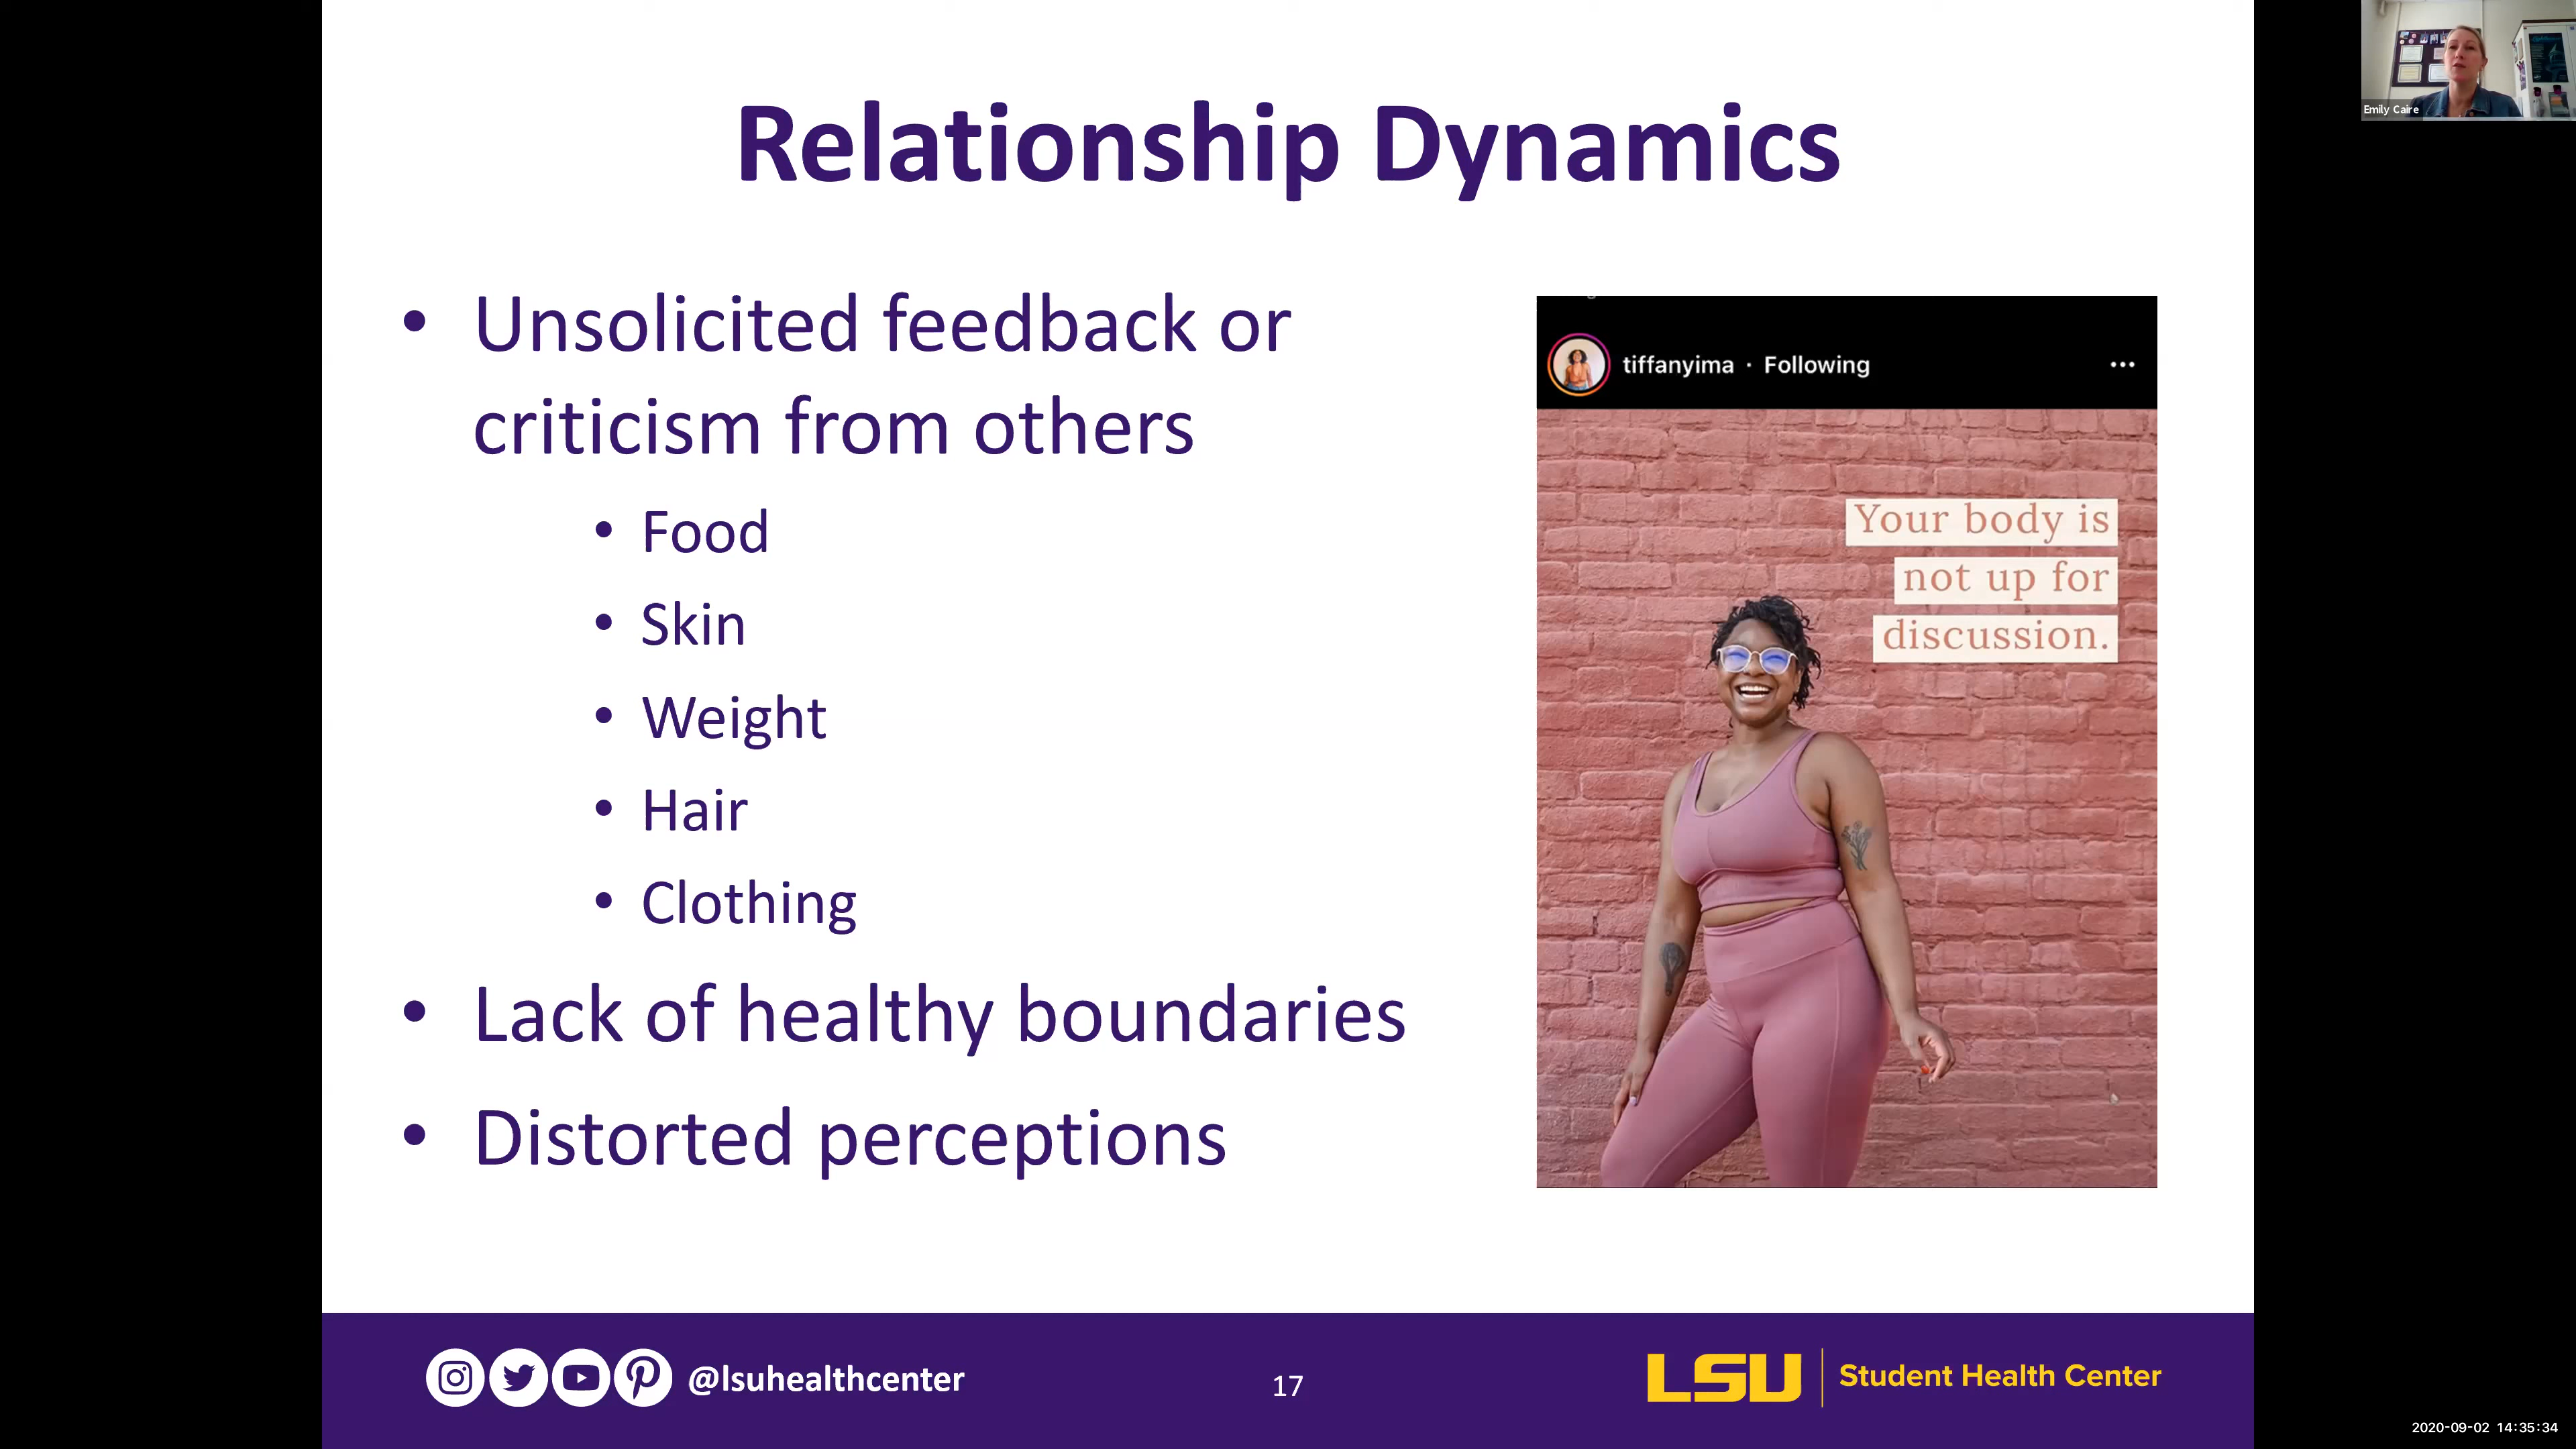 Emily Caire
Relationship Dynamics
• Unsolicited feedback or
criticism from others
• Food
• Skin
• Weight
• Hair
• Clothing
• Lack of healthy boundaries
• Distorted perceptions
tiffanyima · Following
Your body is
not up for
discussion.
@lsuhealthcenter
17
LSU
Student Health Center
2020-09-02 14:35:34